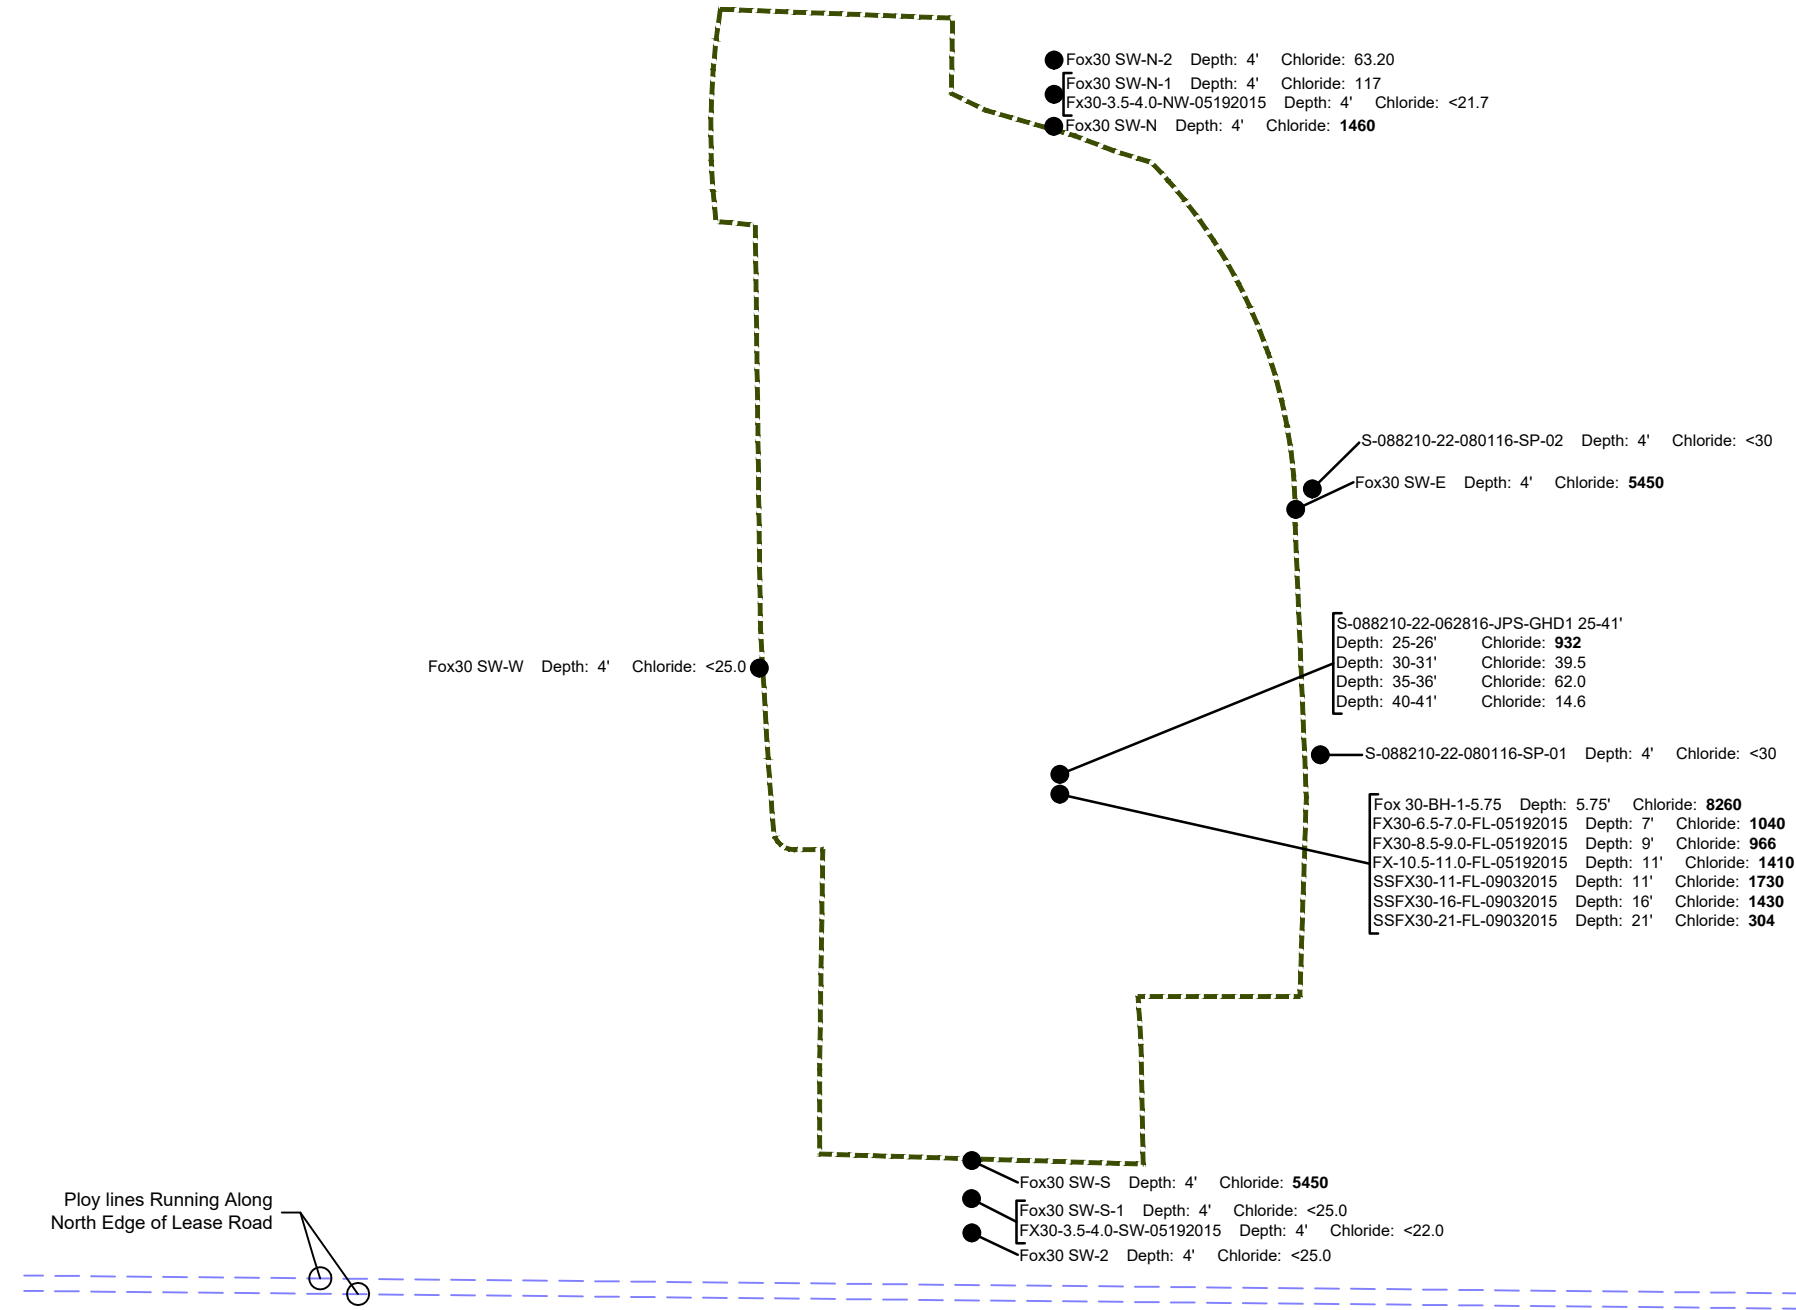 Fox30 SW-N-2 Depth: 4' Chloride: 63.20
Fox30 SW-N-1 Depth: 4' Chloride: 117
Fx30-3.5-4.0-NW-05192015 Depth: 4' Chloride: <21.7
Fox30 SW-N Depth: 4' Chloride: 1460
S-088210-22-080116-SP-02 Depth: 4' Chloride: <30
Fox30 SW-E Depth: 4' Chloride: 5450
S-088210-22-062816-JPS-GHD1 25-41'
Depth: 25-26' Chloride: 932
Depth: 30-31' Chloride: 39.5
Depth: 35-36' Chloride: 62.0
Depth: 40-41' Chloride: 14.6
Fox30 SW-W Depth: 4' Chloride: <25.0
S-088210-22-080116-SP-01 Depth: 4' Chloride: <30
Fox 30-BH-1-5.75 Depth: 5.75' Chloride: 8260
FX30-6.5-7.0-FL-05192015 Depth: 7' Chloride: 1040
FX30-8.5-9.0-FL-05192015 Depth: 9' Chloride: 966
FX-10.5-11.0-FL-05192015 Depth: 11' Chloride: 1410
SSFX30-11-FL-09032015 Depth: 11' Chloride: 1730
SSFX30-16-FL-09032015 Depth: 16' Chloride: 1430
SSFX30-21-FL-09032015 Depth: 21' Chloride: 304
Fox30 SW-S Depth: 4' Chloride: 5450
Fox30 SW-S-1 Depth: 4' Chloride: <25.0
FX30-3.5-4.0-SW-05192015 Depth: 4' Chloride: <22.0
Fox30 SW-2 Depth: 4' Chloride: <25.0
Ploy lines Running Along
North Edge of Lease Road